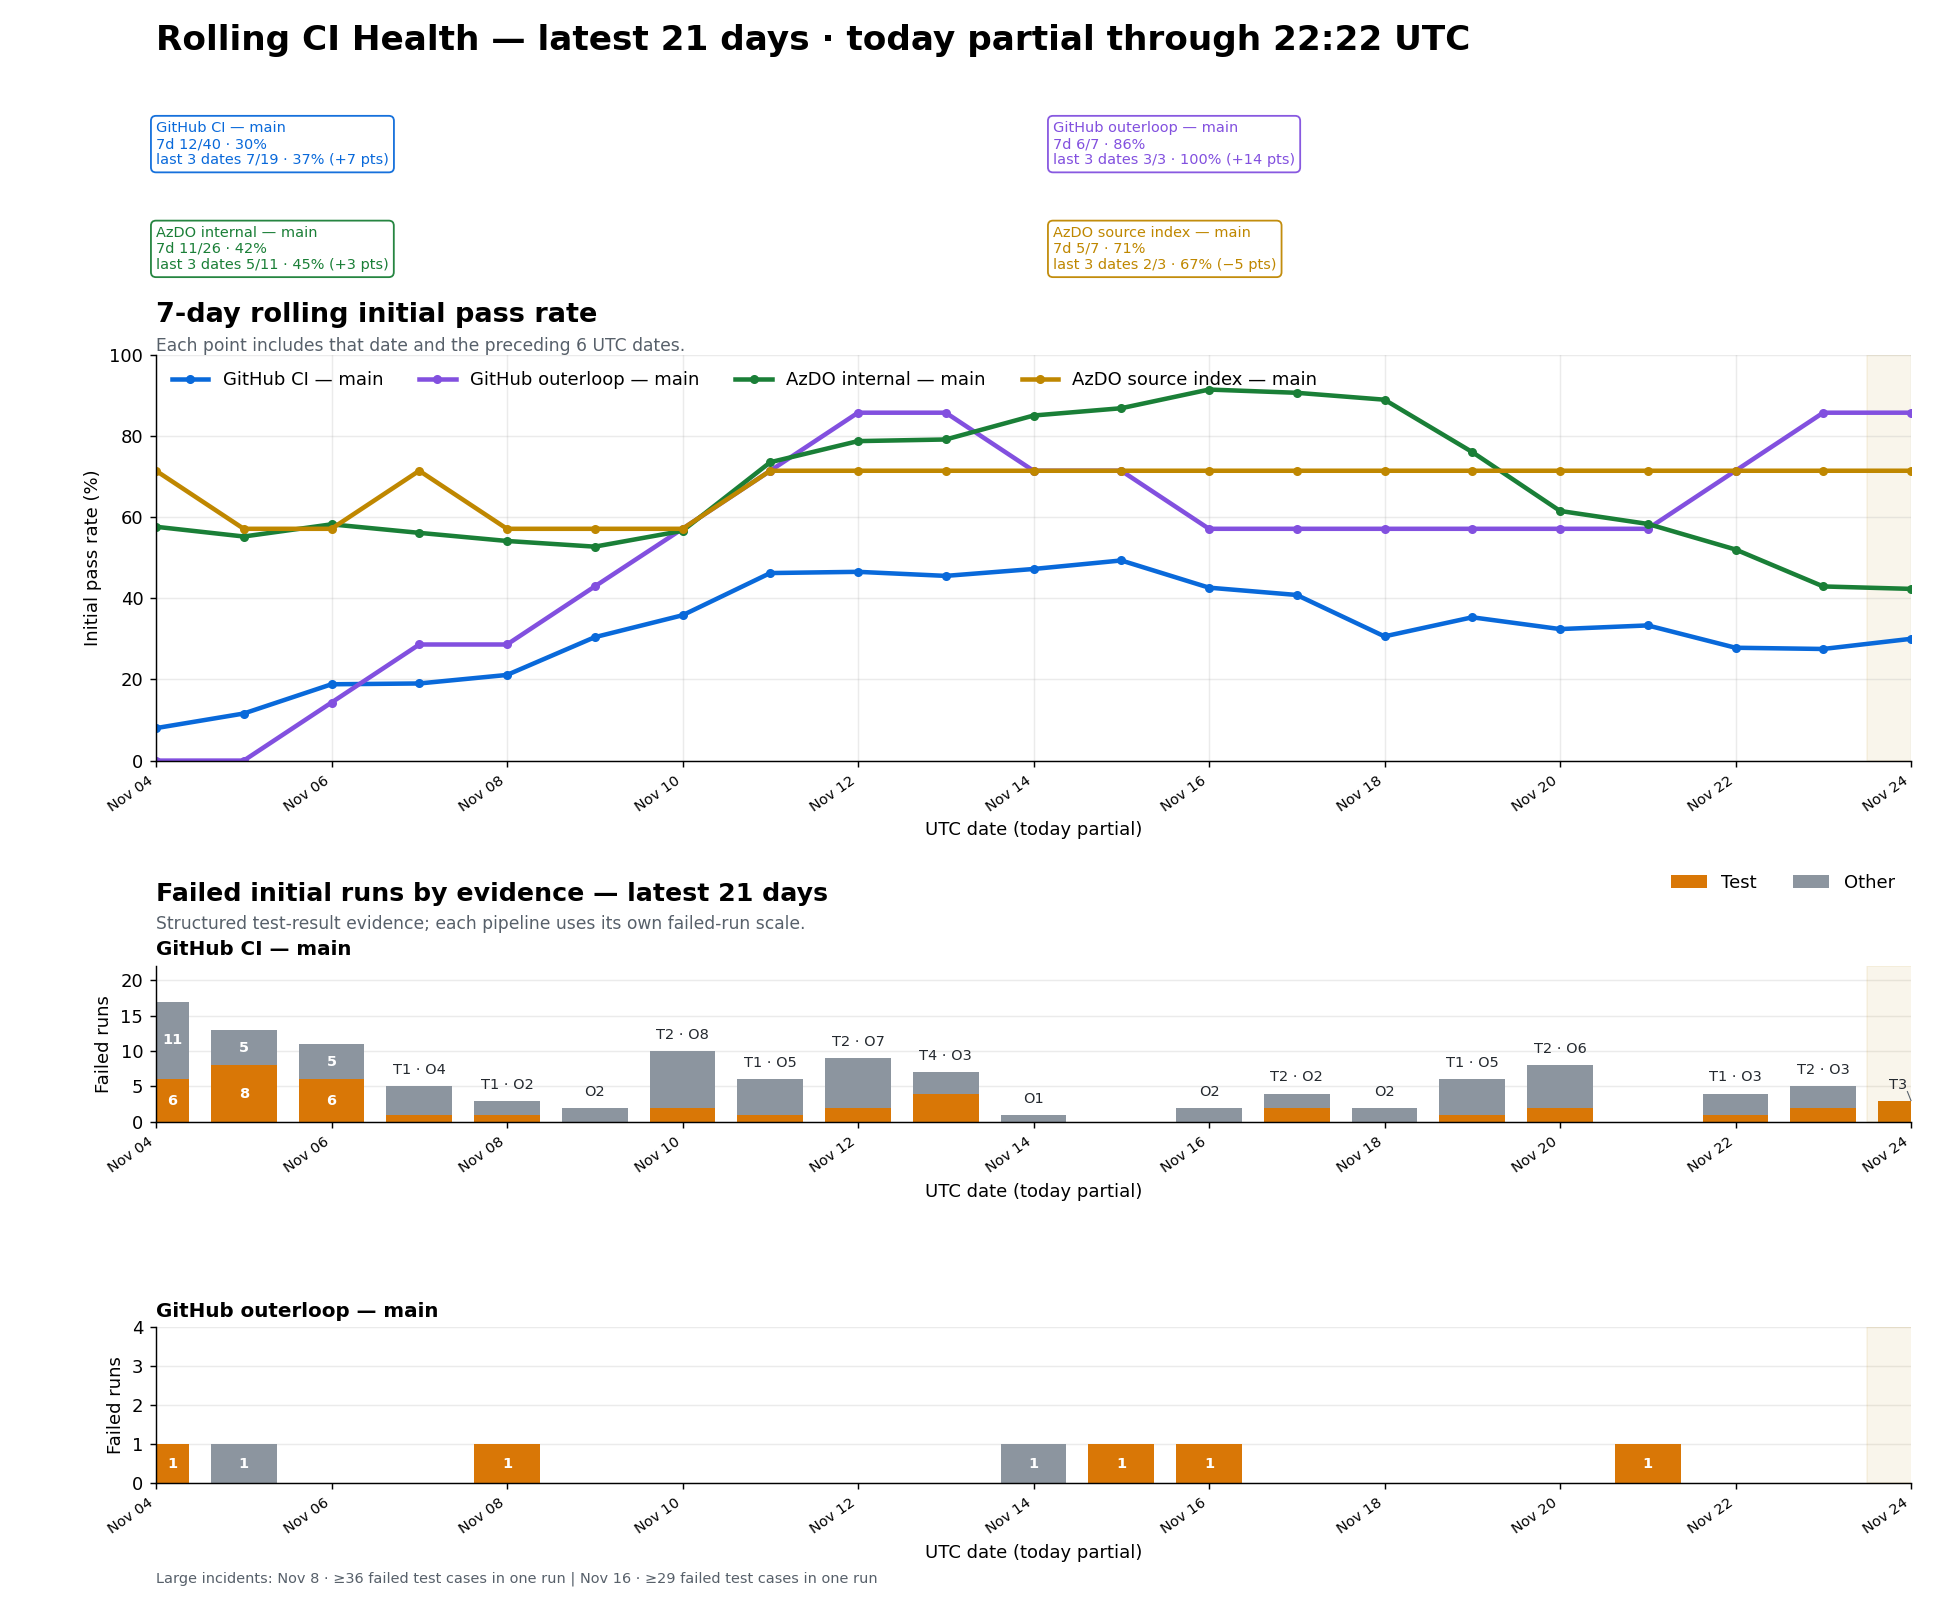 Rolling CI Health — latest 21 days · today partial through 22:22 UTC
GitHub CI — main
7d 12/40 · 30%
last 3 dates 7/19 · 37% (+7 pts)
GitHub outerloop — main
7d 6/7 · 86%
last 3 dates 3/3 · 100% (+14 pts)
AzDO internal — main
7d 11/26 · 42%
last 3 dates 5/11 · 45% (+3 pts)
AzDO source index — main
7d 5/7 · 71%
last 3 dates 2/3 · 67% (−5 pts)
7-day rolling initial pass rate
Each point includes that date and the preceding 6 UTC dates.
GitHub CI — main GitHub outerloop — main AzDO internal — main AzDO source index — main
Initial pass rate (%)
100
80
60
40
20
0
Nov 04 Nov 06 Nov 08 Nov 10 Nov 12 Nov 14 Nov 16 Nov 18 Nov 20 Nov 22 Nov 24
UTC date (today partial)
Failed initial runs by evidence — latest 21 days
Test Other
Structured test-result evidence; each pipeline uses its own failed-run scale.
GitHub CI — main
Failed runs
20
15
10
5
0
11 5 5
6 8 6
T1 · O4 T1 · O2 O2 T2 · O8 T1 · O5 T2 · O7 T4 · O3 O1 O2 T2 · O2 O2 T1 · O5 T2 · O6 T1 · O3 T2 · O3 T3
Nov 04 Nov 06 Nov 08 Nov 10 Nov 12 Nov 14 Nov 16 Nov 18 Nov 20 Nov 22 Nov 24
UTC date (today partial)
GitHub outerloop — main
Failed runs
4
3
2
1
0
1 1 1 1 1 1 1
Nov 04 Nov 06 Nov 08 Nov 10 Nov 12 Nov 14 Nov 16 Nov 18 Nov 20 Nov 22 Nov 24
UTC date (today partial)
Large incidents: Nov 8 · ≥36 failed test cases in one run | Nov 16 · ≥29 failed test cases in one run